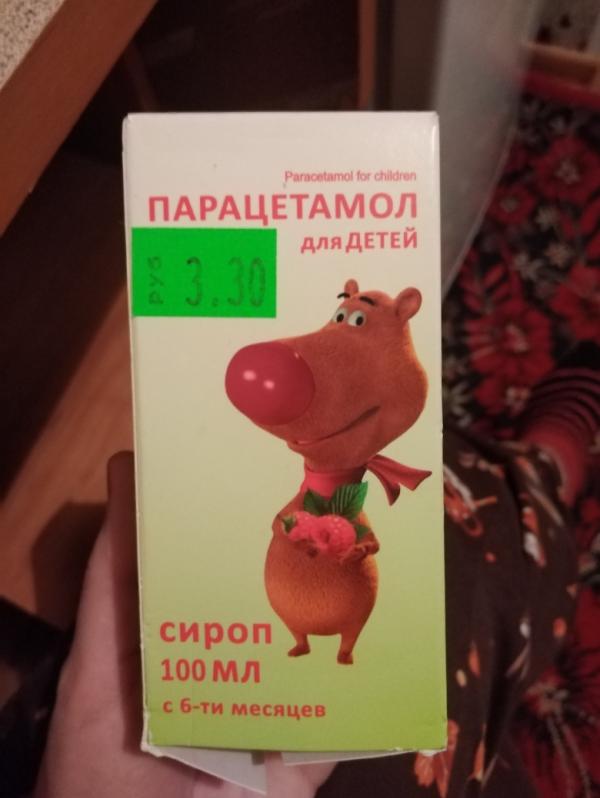 Paracetamol for children
ПАРАЦЕТАМОЛ
для ДЕТЕЙ
РУБ 3.30
сироп
100 мл
с 6-ти месяцев